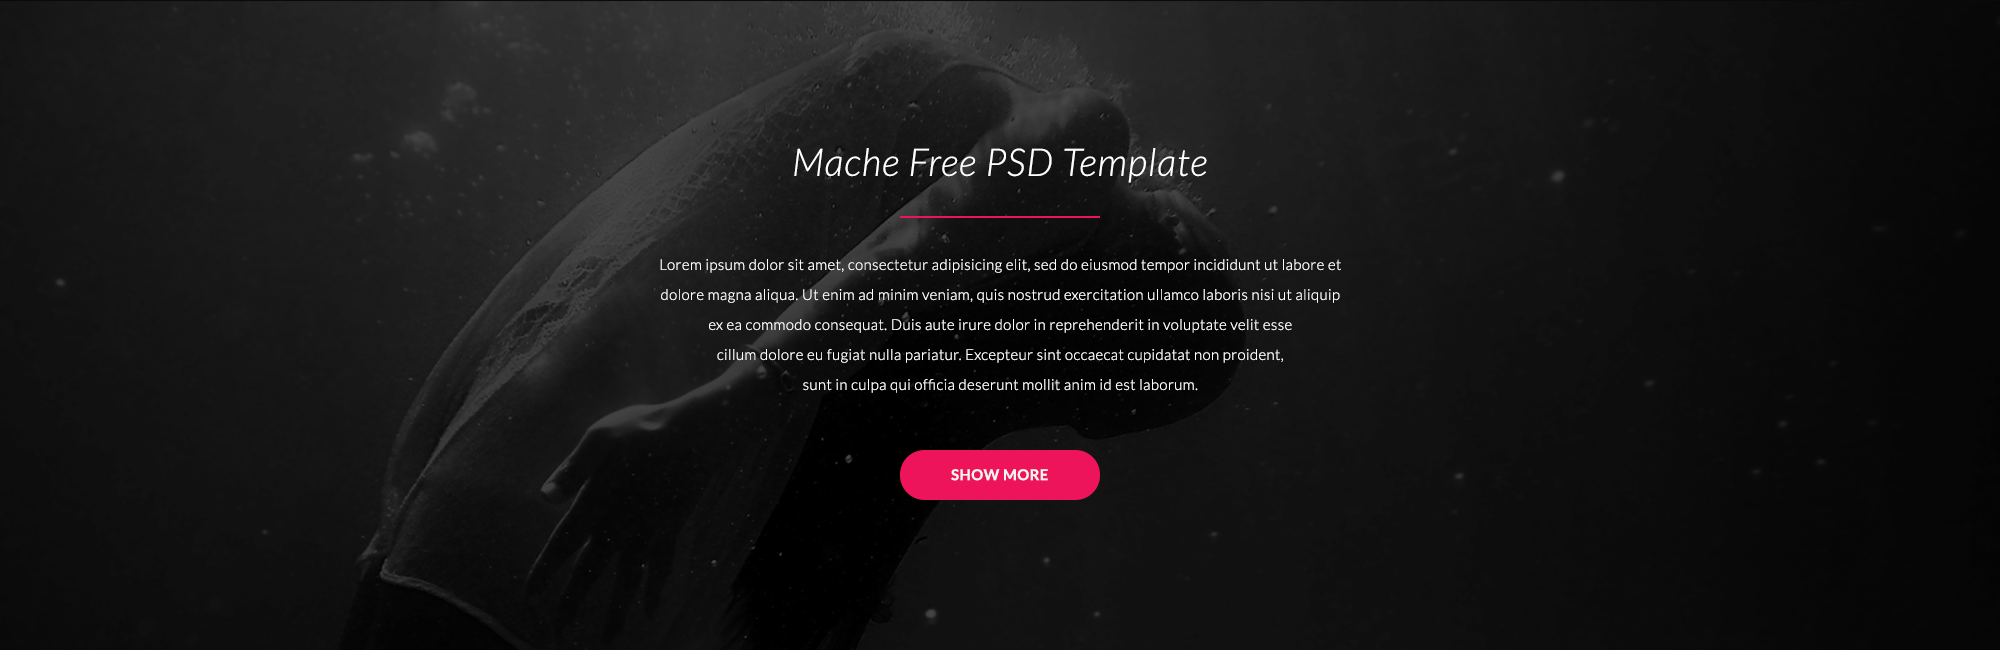 Mache Free PSD Template
Lorem ipsum dolor sit amet, consectetur adipisicing elit, sed do eiusmod tempor incididunt ut labore et
dolore magna aliqua. Ut enim ad minim veniam, quis nostrud exercitation ullamco laboris nisi ut aliquip
ex ea commodo consequat. Duis aute irure dolor in reprehenderit in voluptate velit esse
cillum dolore eu fugiat nulla pariatur. Excepteur sint occaecat cupidatat non proident,
sunt in culpa qui officia deserunt mollit anim id est laborum.
SHOW MORE